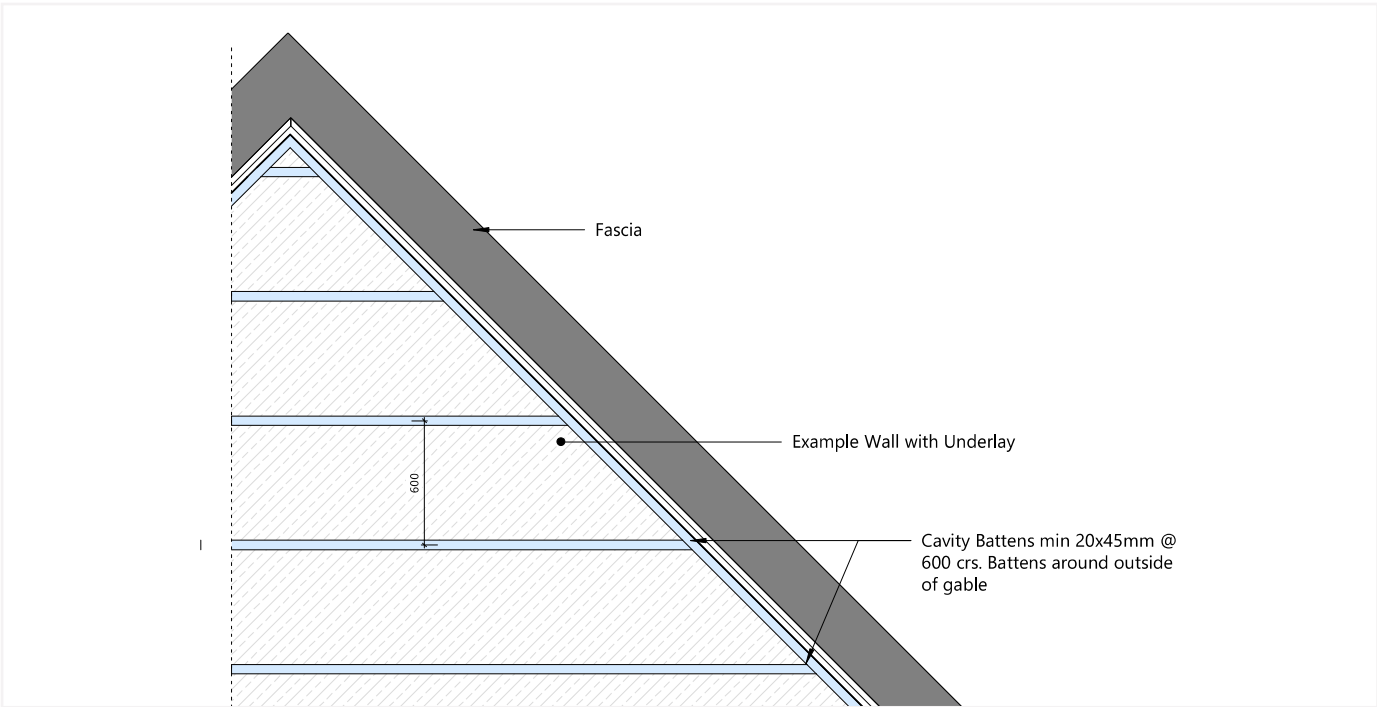 Fascia
Example Wall with Underlay
600
Cavity Battens min 20x45mm @
600 crs. Battens around outside
of gable